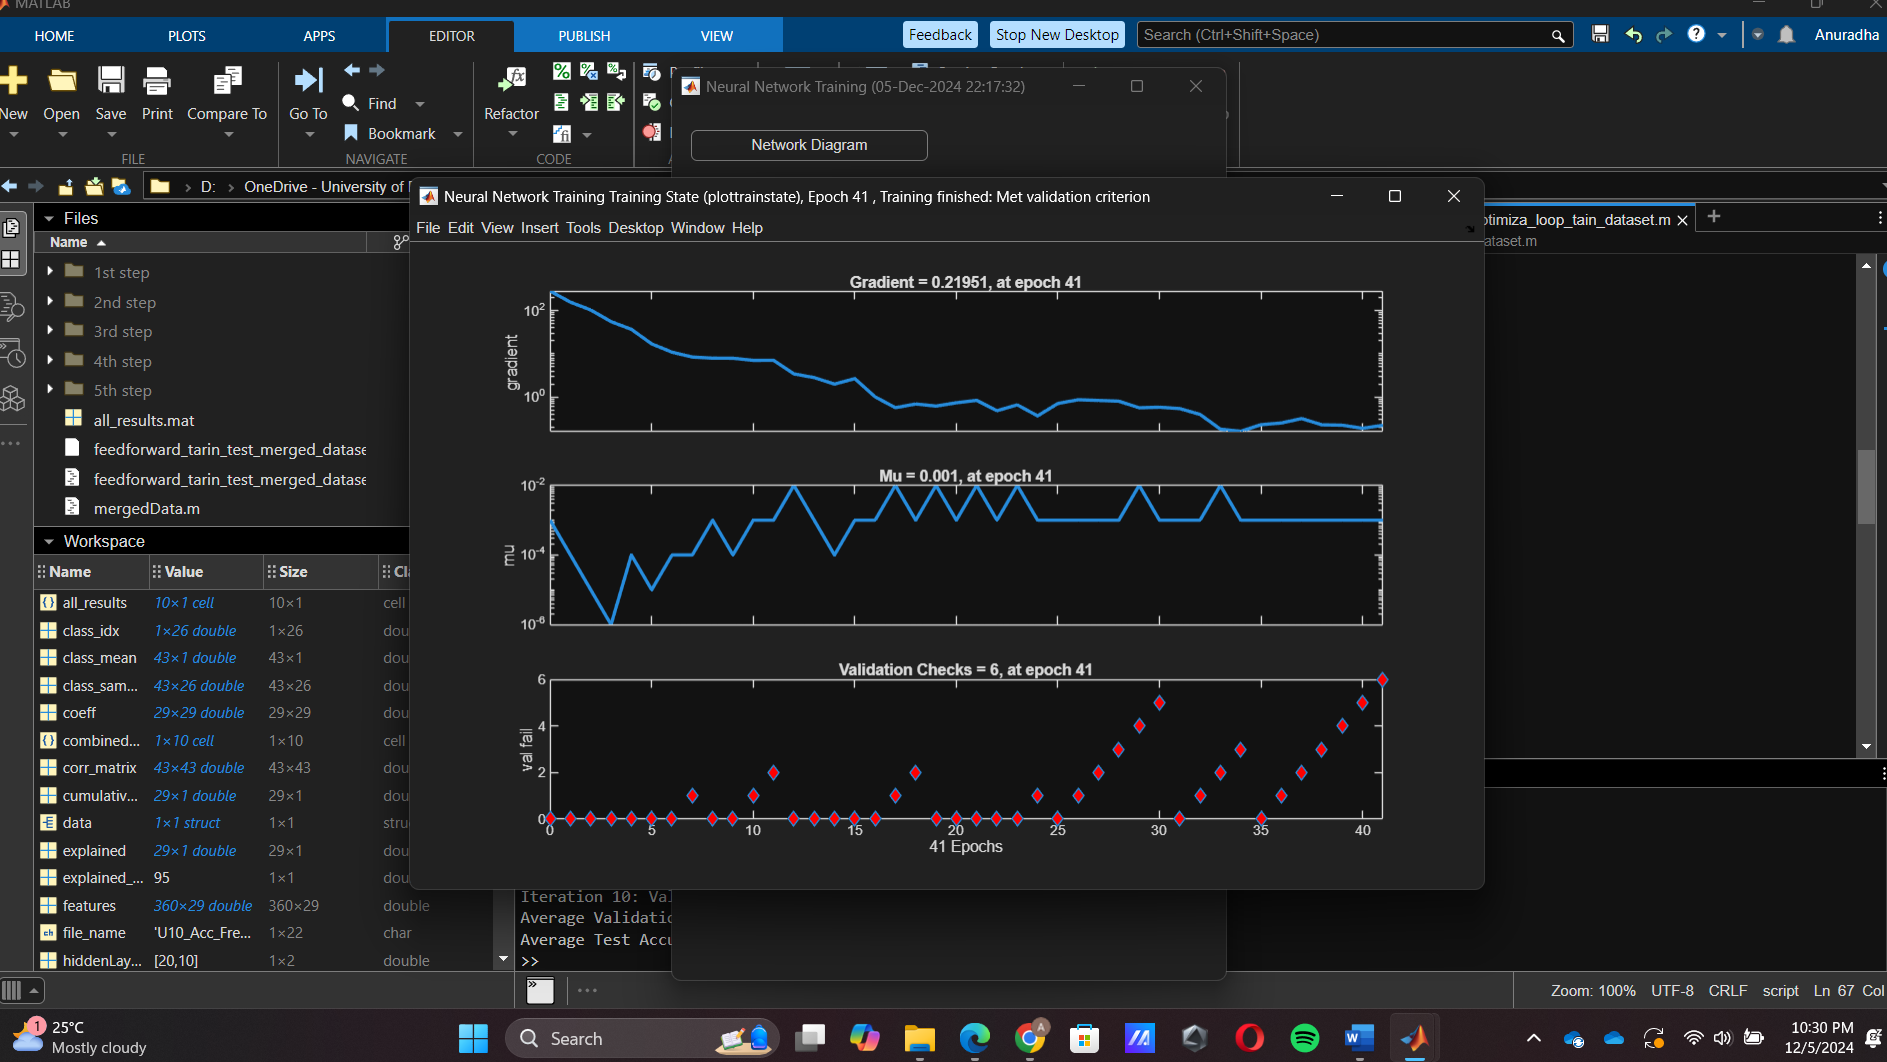 MATLAB
HOME PLOTS APPS EDITOR PUBLISH VIEW Feedback Stop New Desktop Search (Ctrl+Shift+Space) Anuradha
New Open Save Print Compare To Go To Find Bookmark Refactor
FILE NAVIGATE CODE
Neural Network Training (05-Dec-2024 22:17:32)
Network Diagram
D: › OneDrive - University of
Neural Network Training Training State (plottrainstate), Epoch 41 , Training finished: Met validation criterion
File Edit View Insert Tools Desktop Window Help
ptimiza_loop_tain_dataset.m
ataset.m
Files
Name
1st step
2nd step
3rd step
4th step
5th step
all_results.mat
feedforward_tarin_test_merged_datase
feedforward_tarin_test_merged_datase
mergedData.m
Workspace
Name Value Size Cl
all_results 10×1 cell 10×1 cell
class_idx 1×26 double 1×26 dou
class_mean 43×1 double 43×1 dou
class_sam... 43×26 double 43×26 dou
coeff 29×29 double 29×29 dou
combined... 1×10 cell 1×10 cell
corr_matrix 43×43 double 43×43 dou
cumulativ... 29×1 double 29×1 dou
data 1×1 struct 1×1 stru
explained 29×1 double 29×1 dou
explained_... 95 1×1 dou
features 360×29 double 360×29 double
file_name 'U10_Acc_Fre... 1×22 char
hiddenLay... [20,10] 1×2 double
Gradient = 0.21951, at epoch 41
gradient
10^2
10^0
Mu = 0.001, at epoch 41
mu
10^-2
10^-4
10^-6
Validation Checks = 6, at epoch 41
val fail
6
4
2
0
0 5 10 15 20 25 30 35 40
41 Epochs
Iteration 10: Val
Average Validatio
Average Test Accu
>>
Zoom: 100% UTF-8 CRLF script Ln 67 Col
1
25°C
Mostly cloudy
Search
10:30 PM
12/5/2024